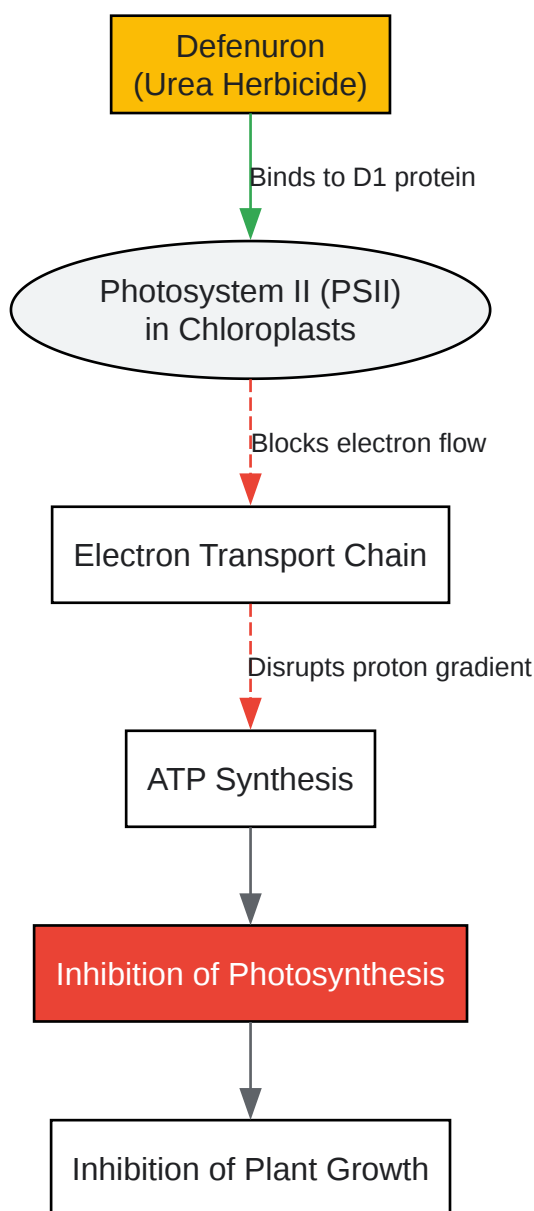 Defenuron
(Urea Herbicide)
Binds to D1 protein
Photosystem II (PSII)
in Chloroplasts
Blocks electron flow
Electron Transport Chain
Disrupts proton gradient
ATP Synthesis
Inhibition of Photosynthesis
Inhibition of Plant Growth